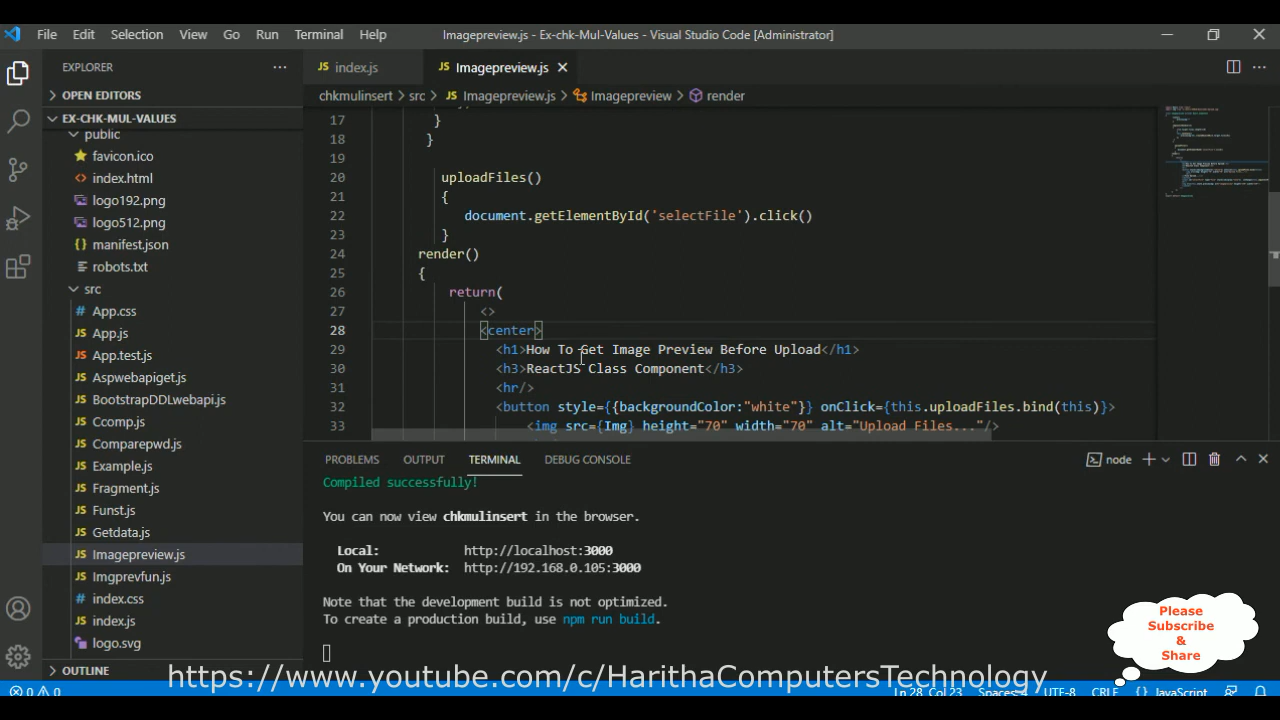 File Edit Selection View Go Run Terminal Help Imagepreview.js - Ex-chk-Mul-Values - Visual Studio Code [Administrator]
EXPLORER
OPEN EDITORS
EX-CHK-MUL-VALUES
public
favicon.ico
index.html
logo192.png
logo512.png
manifest.json
robots.txt
src
App.css
App.js
App.test.js
Aspwebapiget.js
BootstrapDDLwebapi.js
Ccomp.js
Comparepwd.js
Example.js
Fragment.js
Funst.js
Getdata.js
Imagepreview.js
Imgprevfun.js
index.css
index.js
logo.svg
OUTLINE
JS index.js JS Imagepreview.js
chkmulinsert > src > JS Imagepreview.js > Imagepreview > render
17 }
18 }
19
20 uploadFiles()
21 {
22 document.getElementById('selectFile').click()
23 }
24 render()
25 {
26 return(
27 <>
28 <center>
29 <h1>How To Get Image Preview Before Upload</h1>
30 <h3>ReactJS Class Component</h3>
31 <hr/>
32 <button style={{backgroundColor:"white"}} onClick={this.uploadFiles.bind(this)}>
33 <img src={Img} height="70" width="70" alt="Upload Files..."/>
PROBLEMS OUTPUT TERMINAL DEBUG CONSOLE node
Compiled successfully!
You can now view chkmulinsert in the browser.
Local: http://localhost:3000
On Your Network: http://192.168.0.105:3000
Note that the development build is not optimized.
To create a production build, use npm run build.
Please
Subscribe
&
Share
https://www.youtube.com/c/HarithaComputersTechnology
0 0 Ln 28, Col 23 Spaces: 4 UTF-8 CRLF {} JavaScript